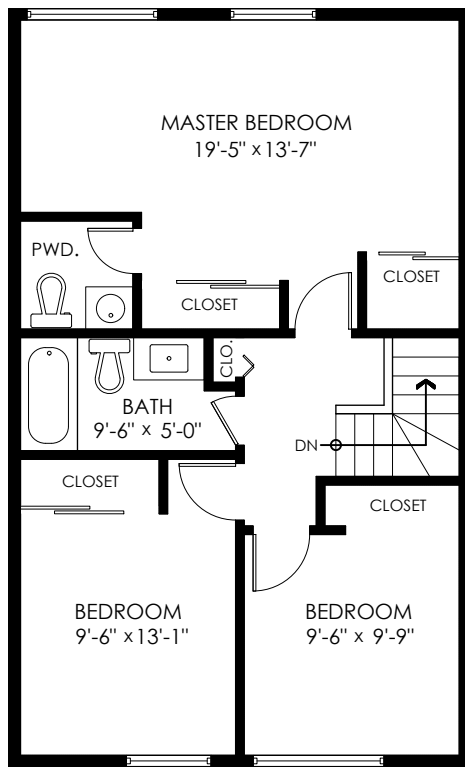 MASTER BEDROOM
19'-5" x 13'-7"
PWD.
CLOSET
CLOSET
CLO.
BATH
9'-6" x 5'-0"
DN
CLOSET
CLOSET
BEDROOM
9'-6" x 13'-1"
BEDROOM
9'-6" x 9'-9"